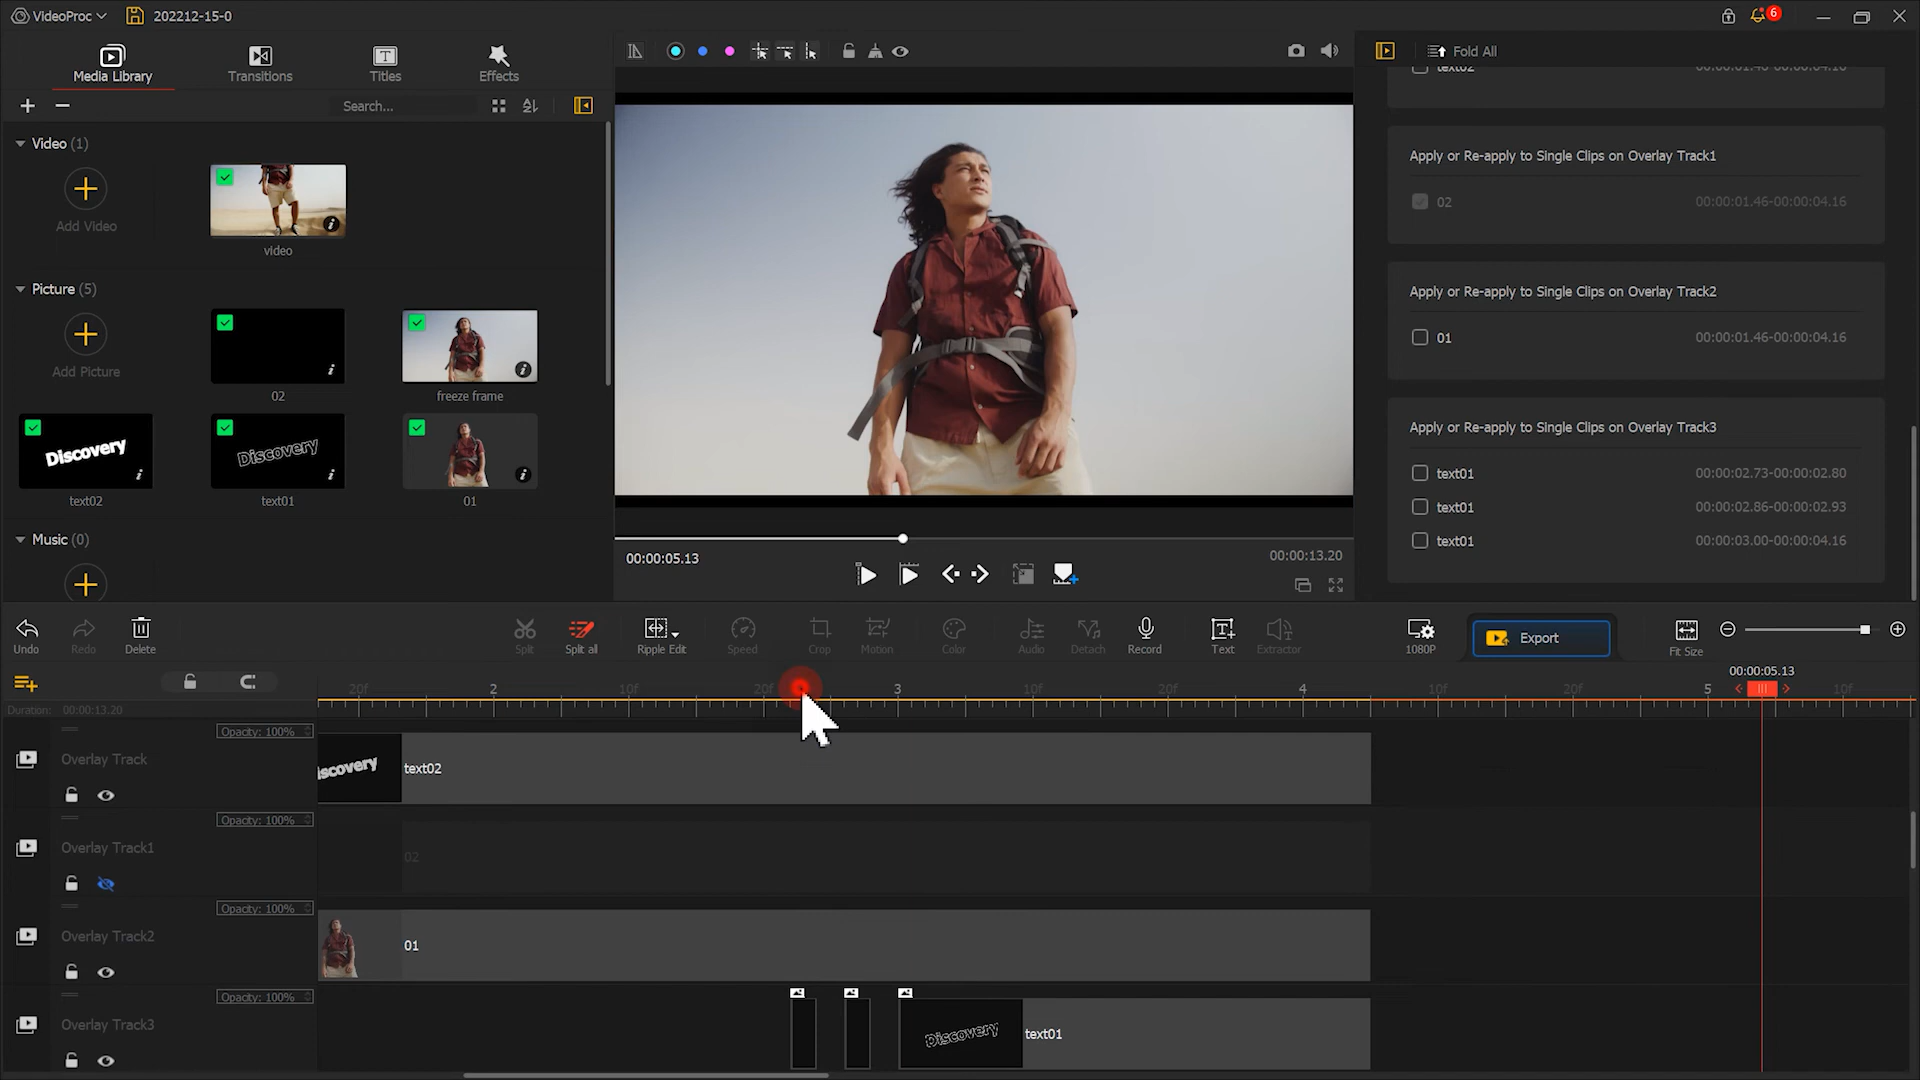 VideoProc
202212-15-0
6
Media Library
Transitions
Titles
Effects
Fold All
Search...
text02
00:00:01.46-00:00:04.16
Video (1)
Add Video
video
Apply or Re-apply to Single Clips on Overlay Track1
02
00:00:01.46-00:00:04.16
Picture (5)
Add Picture
02
freeze frame
Apply or Re-apply to Single Clips on Overlay Track2
01
00:00:01.46-00:00:04.16
Discovery
Discovery
text02
text01
01
Apply or Re-apply to Single Clips on Overlay Track3
text01
00:00:02.73-00:00:02.80
text01
00:00:02.86-00:00:02.93
text01
00:00:03.00-00:00:04.16
Music (0)
00:00:05.13
00:00:13.20
Undo
Redo
Delete
Split
Split all
Ripple Edit
Speed
Crop
Motion
Color
Audio
Detach
Record
Text
Extractor
1080P
Export
Fit Size
00:00:05.13
20f
2
10f
20f
3
10f
20f
4
10f
20f
5
10f
Duration: 00:00:13.20
Opacity: 100%
Overlay Track
iscovery
text02
Opacity: 100%
Overlay Track1
02
Opacity: 100%
Overlay Track2
01
Opacity: 100%
Overlay Track3
Discovery
text01